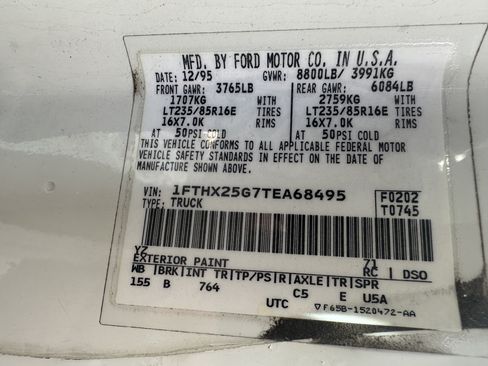 MFD. BY FORD MOTOR CO. IN U.S.A.
DATE: 12/95 GVWR: 8800LB/ 3991KG
FRONT GAWR: 3765LB REAR GAWR: 6084LB
1707KG WITH 2759KG WITH
LT235/85R16E TIRES LT235/85R16E TIRES
16X7.0K RIMS 16X7.0K RIMS
AT 50PSI COLD AT 80PSI COLD
THIS VEHICLE CONFORMS TO ALL APPLICABLE FEDERAL MOTOR
VEHICLE SAFETY STANDARDS IN EFFECT ON THE DATE OF
MANUFACTURE SHOWN ABOVE.
VIN: 1FTHX25G7TEA68495 F0202
TYPE: TRUCK T0745
YZ 71
EXTERIOR PAINT RC DSO
WB BRK INT TR TP/PS R AXLE TR SPR
155 B 764 C5 E U5A
UTC ▽F65B-1520472-AA